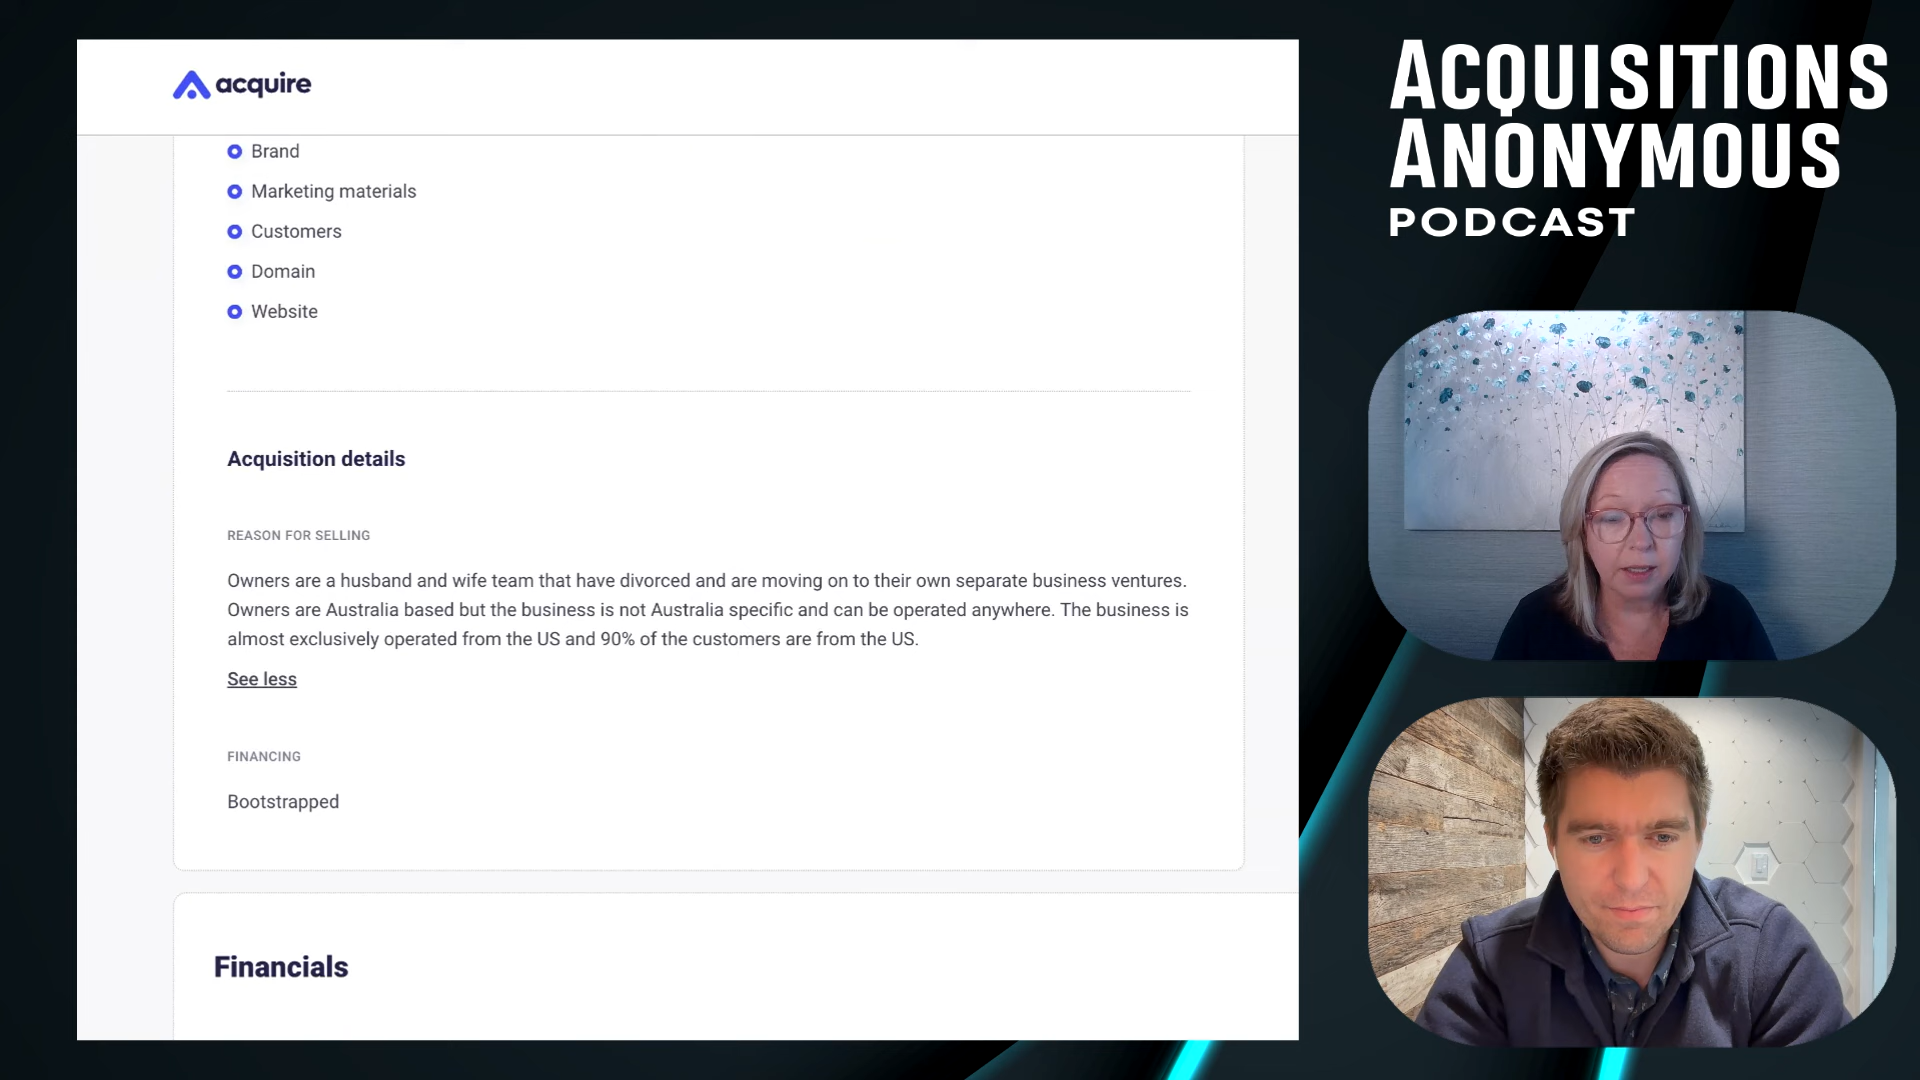 acquire
Brand
Marketing materials
Customers
Domain
Website
Acquisition details
REASON FOR SELLING
Owners are a husband and wife team that have divorced and are moving on to their own separate business ventures.
Owners are Australia based but the business is not Australia specific and can be operated anywhere. The business is
almost exclusively operated from the US and 90% of the customers are from the US.
See less
FINANCING
Bootstrapped
Financials
ACQUISITIONS
ANONYMOUS
PODCAST